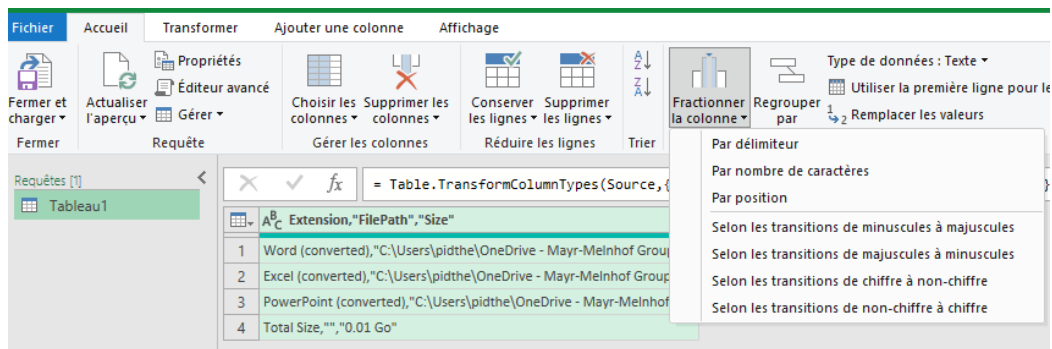 Fichier Accueil Transformer Ajouter une colonne Affichage
Fermer et charger
Actualiser l'aperçu
Propriétés
Éditeur avancé
Gérer
Choisir les colonnes
Supprimer les colonnes
Conserver les lignes
Supprimer les lignes
Fractionner la colonne
Regrouper par
Type de données : Texte
Utiliser la première ligne pour
1
2 Remplacer les valeurs
Fermer Requête Gérer les colonnes Réduire les lignes Trier
Par délimiteur
Par nombre de caractères
Par position
Selon les transitions de minuscules à majuscules
Selon les transitions de majuscules à minuscules
Selon les transitions de chiffre à non-chiffre
Selon les transitions de non-chiffre à chiffre
Requêtes [1]
Tableau1
fx = Table.TransformColumnTypes(Source,{
ABC Extension,"FilePath","Size"
1 Word (converted),"C:\Users\pidthe\OneDrive - Mayr-Melnhof Group
2 Excel (converted),"C:\Users\pidthe\OneDrive - Mayr-Melnhof Group
3 PowerPoint (converted),"C:\Users\pidthe\OneDrive - Mayr-Melnhof
4 Total Size,"","0.01 Go"